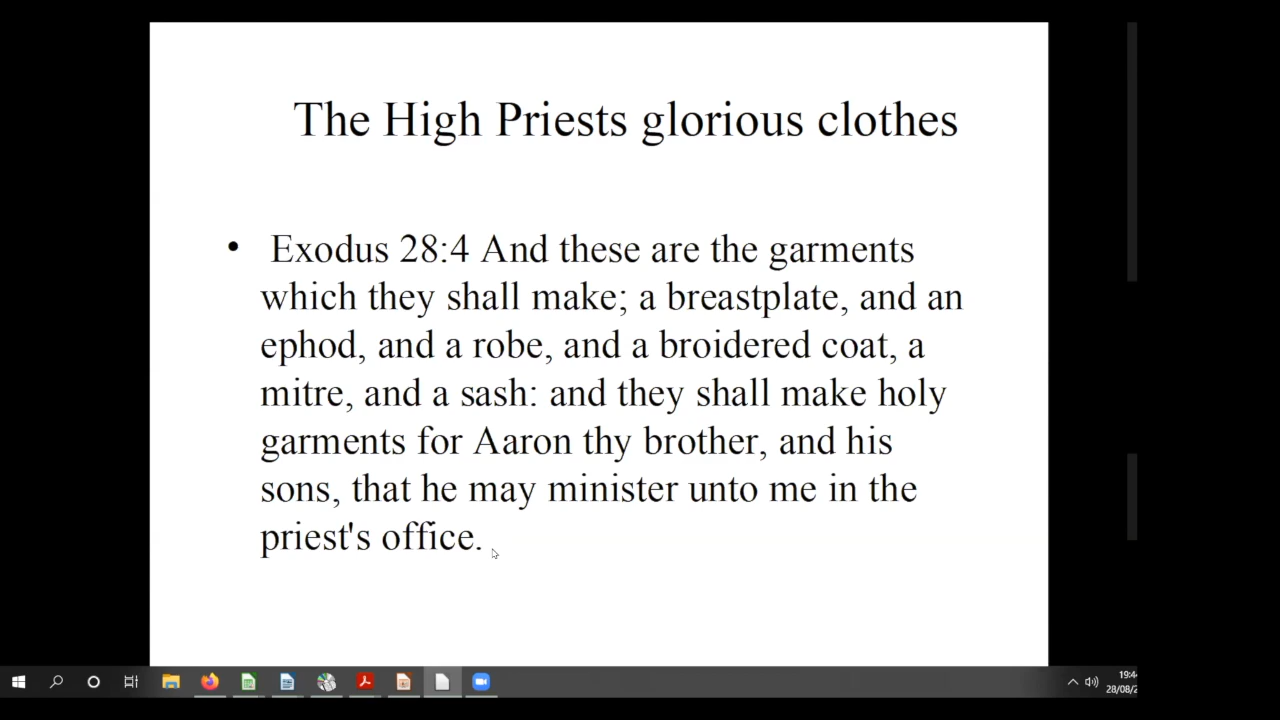 The High Priests glorious clothes
• Exodus 28:4 And these are the garments
which they shall make; a breastplate, and an
ephod, and a robe, and a broidered coat, a
mitre, and a sash: and they shall make holy
garments for Aaron thy brother, and his
sons, that he may minister unto me in the
priest's office.